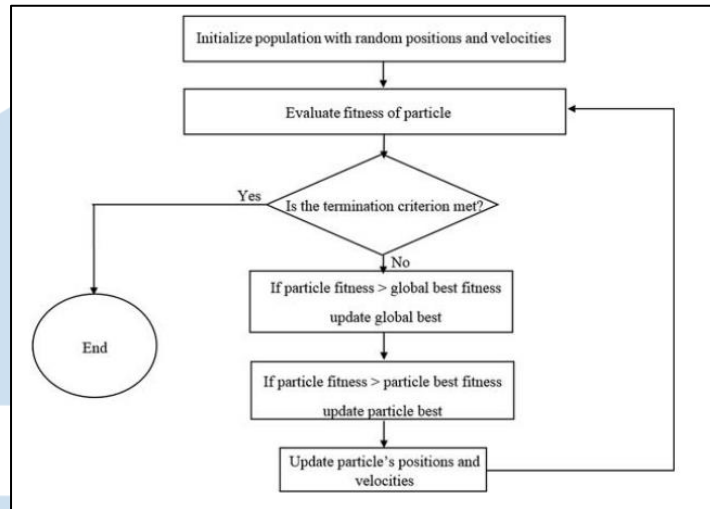 Initialize population with random positions and velocities
Evaluate fitness of particle
Yes
Is the termination criterion met?
No
If particle fitness > global best fitness
update global best
End
If particle fitness > particle best fitness
update particle best
Update particle's positions and
velocities